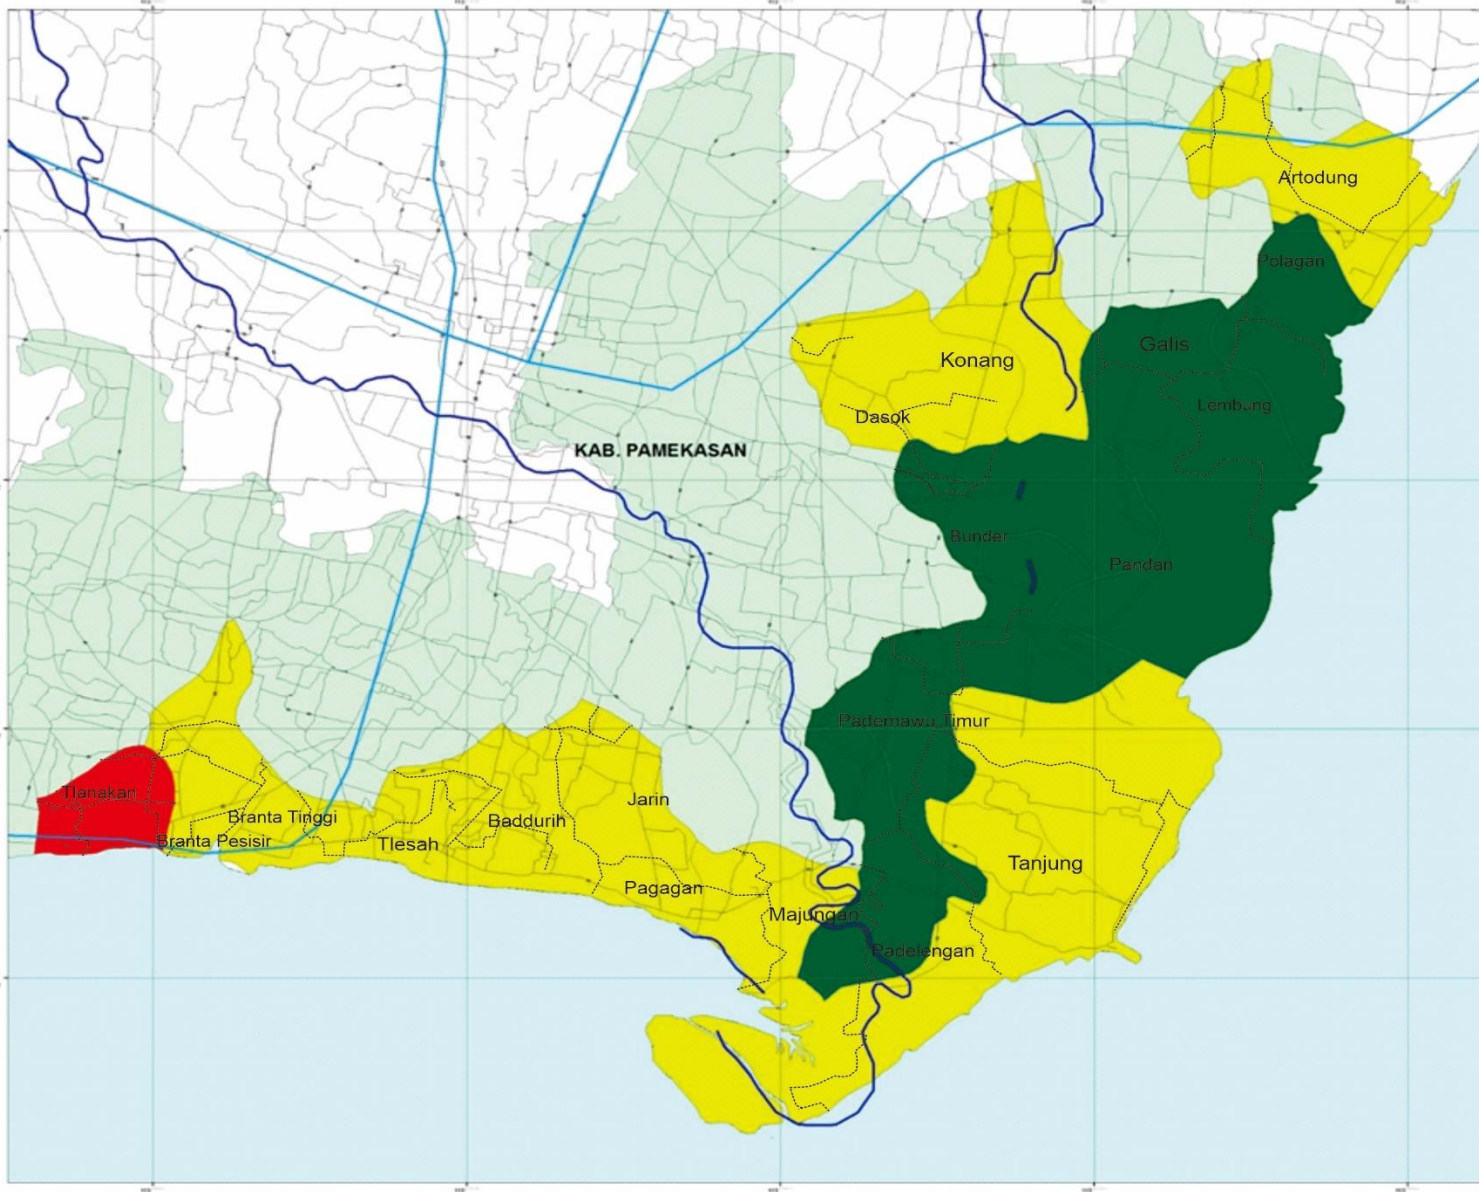 Artodung
Polagan
Galis
Konang
Lembung
Dasok
KAB. PAMEKASAN
Bunder
Pandan
Pademawu Timur
Tlanakan
Jarin
Branta Tinggi
Baddurih
Branta Pesisir
Tlesah
Tanjung
Pagagan
Majungan
Padelengan